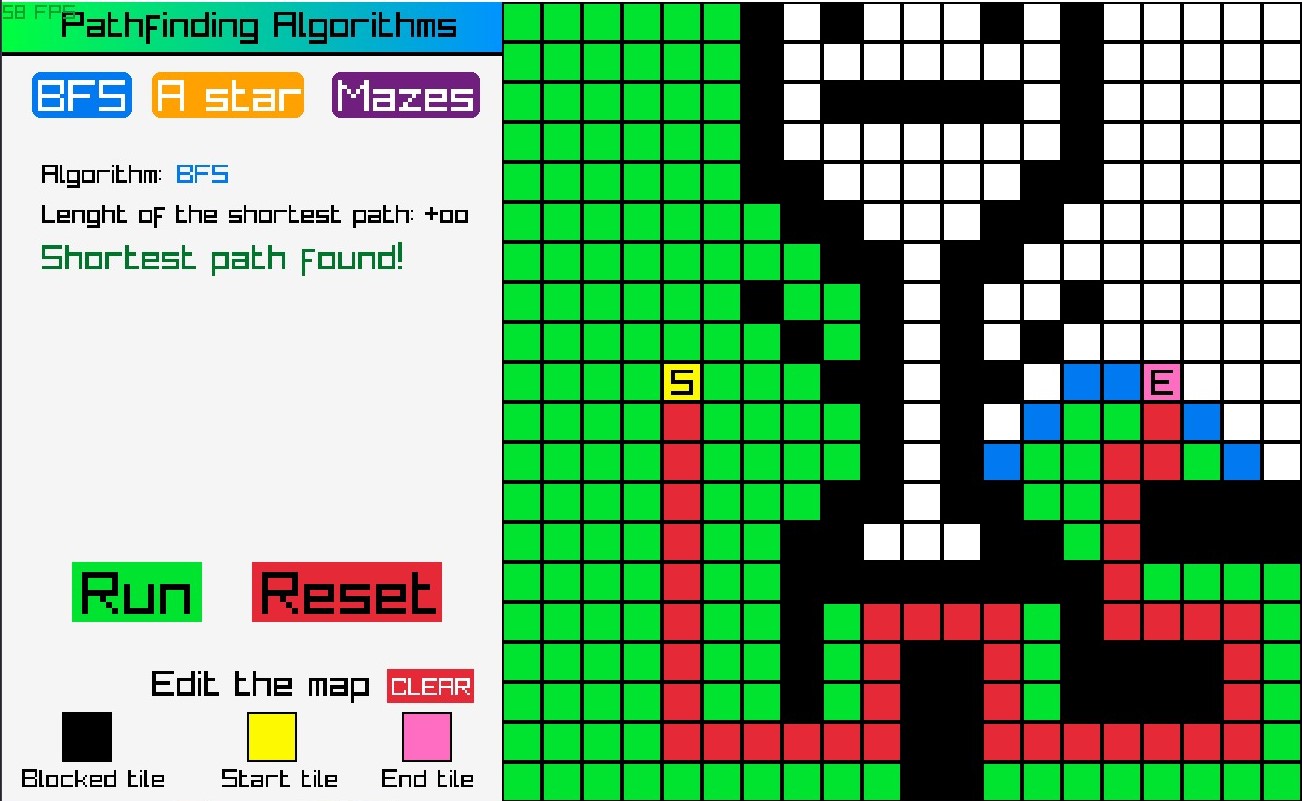 58 FPS
Pathfinding Algorithms
BFS A star Mazes
Algorithm: BFS
Lenght of the shortest path: +oo
Shortest path found!
S
E
Run Reset
Edit the map CLEAR
Blocked tile Start tile End tile